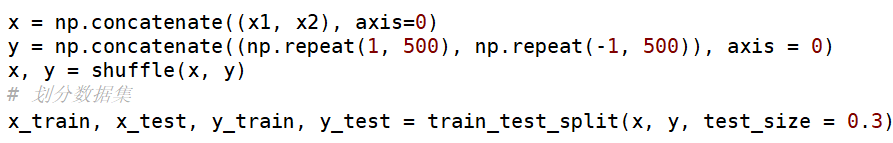 x = np.concatenate((x1, x2), axis=0)
y = np.concatenate((np.repeat(1, 500), np.repeat(-1, 500)), axis = 0)
x, y = shuffle(x, y)
# 划分数据集
x_train, x_test, y_train, y_test = train_test_split(x, y, test_size = 0.3)